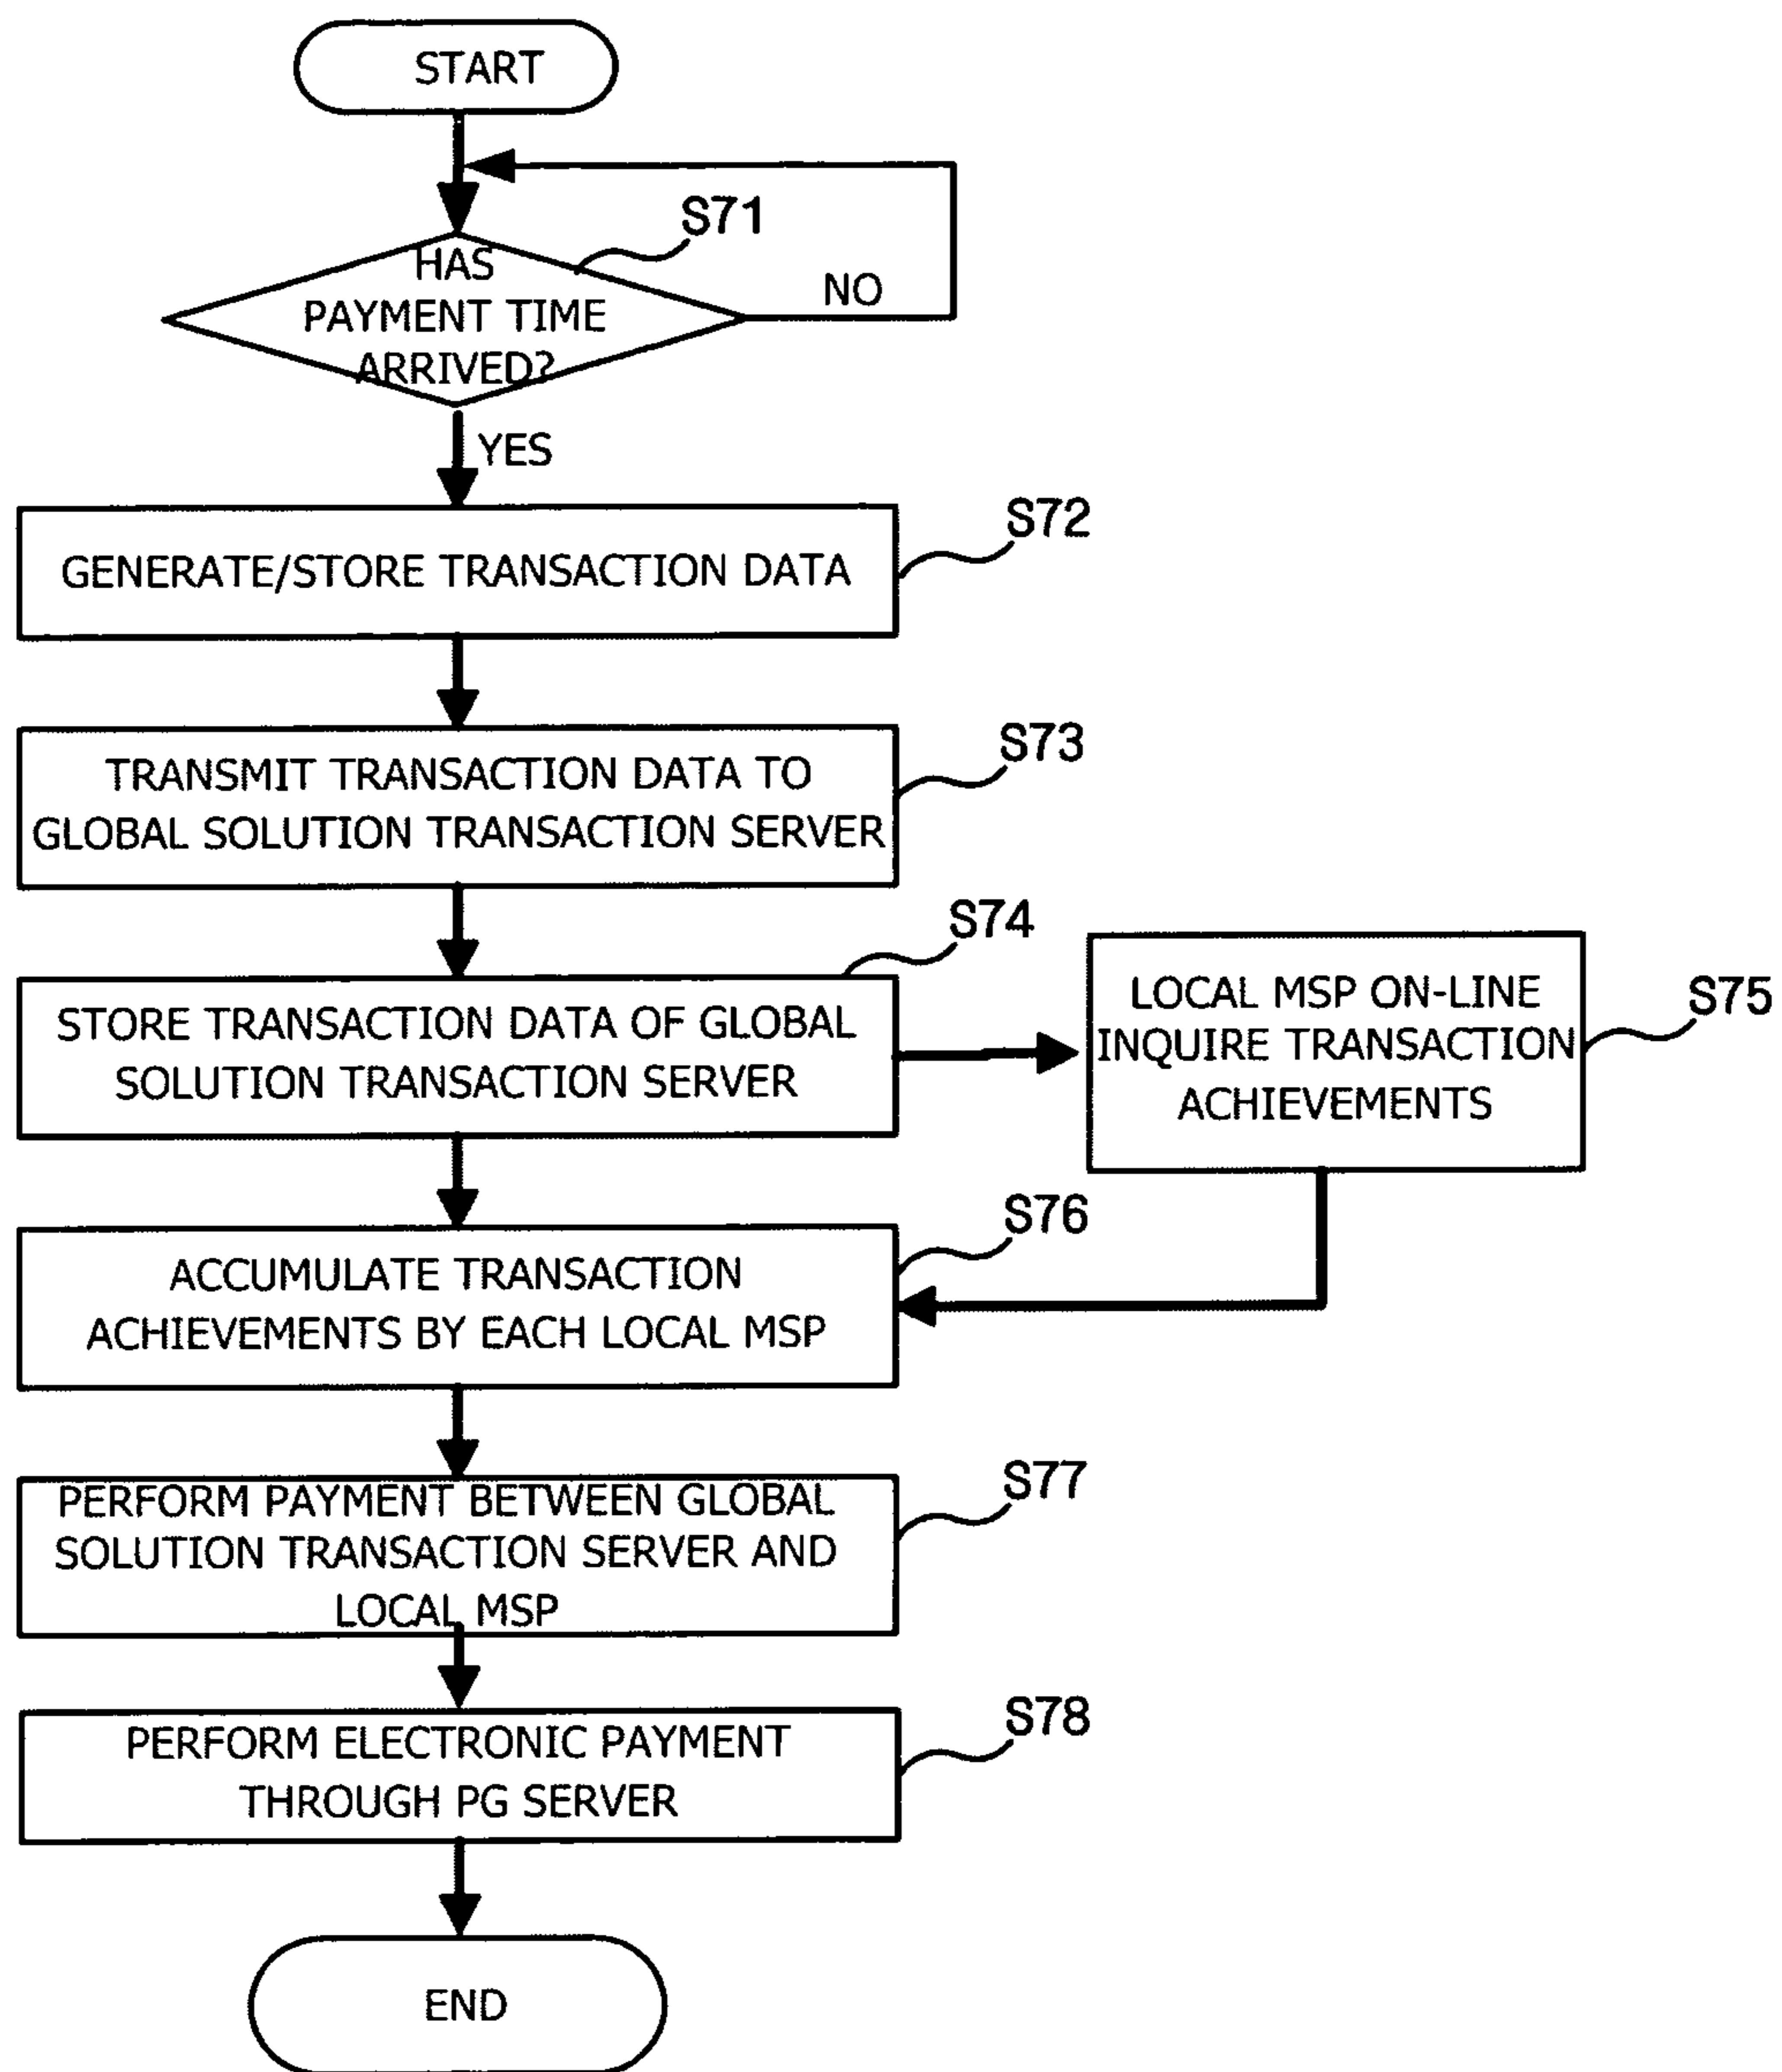 START
S71
HAS
PAYMENT TIME
ARRIVED?
NO
YES
S72
GENERATE/STORE TRANSACTION DATA
S73
TRANSMIT TRANSACTION DATA TO
GLOBAL SOLUTION TRANSACTION SERVER
S74
STORE TRANSACTION DATA OF GLOBAL
SOLUTION TRANSACTION SERVER
LOCAL MSP ON-LINE
INQUIRE TRANSACTION
ACHIEVEMENTS
S75
S76
ACCUMULATE TRANSACTION
ACHIEVEMENTS BY EACH LOCAL MSP
S77
PERFORM PAYMENT BETWEEN GLOBAL
SOLUTION TRANSACTION SERVER AND
LOCAL MSP
S78
PERFORM ELECTRONIC PAYMENT
THROUGH PG SERVER
END